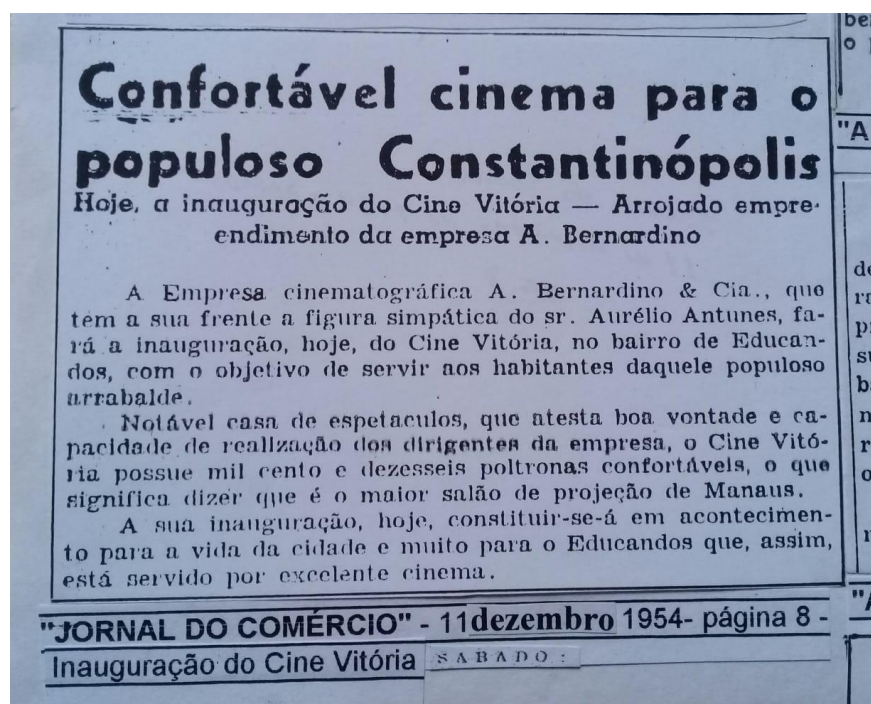 Confortável cinema para o
populoso Constantinópolis
Hoje, a inauguração do Cine Vitória — Arrojado empre-
endimento da empresa A. Bernardino
A Empresa cinematográfica A. Bernardino & Cia., que
tem a sua frente a figura simpática do sr. Aurélio Antunes, fa-
rá a inauguração, hoje, do Cine Vitória, no bairro de Educan-
dos, com o objetivo de servir aos habitantes daquele populoso
arrabalde.
Notável casa de espetaculos, que atesta boa vontade e ca-
pacidade de realização dos dirigentes da empresa, o Cine Vitó-
ria possue mil cento e dezesseis poltronas confortáveis, o que
significa dizer que é o maior salão de projeção de Manaus.
A sua inauguração, hoje, constituir-se-á em acontecimen-
to para a vida da cidade e muito para o Educandos que, assim,
está servido por excelente cinema.
"JORNAL DO COMÉRCIO" - 11 dezembro 1954- página 8 -
Inauguração do Cine Vitória SABADO: